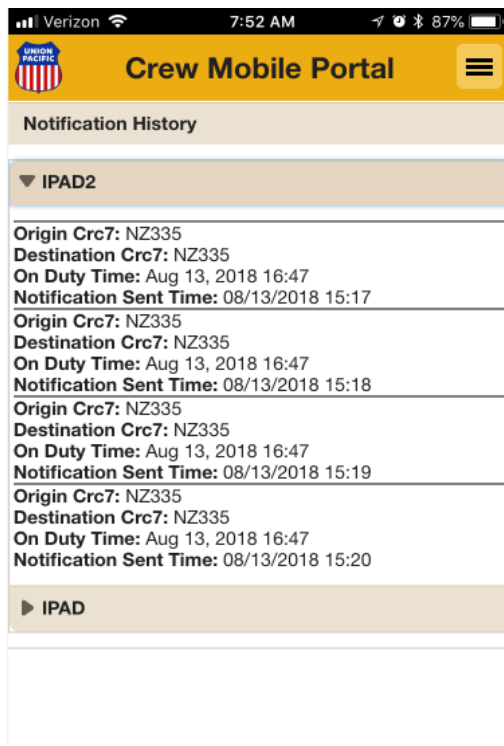 Verizon 7:52 AM 87%
UNION
PACIFIC
Crew Mobile Portal
Notification History
IPAD2
Origin Crc7: NZ335
Destination Crc7: NZ335
On Duty Time: Aug 13, 2018 16:47
Notification Sent Time: 08/13/2018 15:17
Origin Crc7: NZ335
Destination Crc7: NZ335
On Duty Time: Aug 13, 2018 16:47
Notification Sent Time: 08/13/2018 15:18
Origin Crc7: NZ335
Destination Crc7: NZ335
On Duty Time: Aug 13, 2018 16:47
Notification Sent Time: 08/13/2018 15:19
Origin Crc7: NZ335
Destination Crc7: NZ335
On Duty Time: Aug 13, 2018 16:47
Notification Sent Time: 08/13/2018 15:20
IPAD